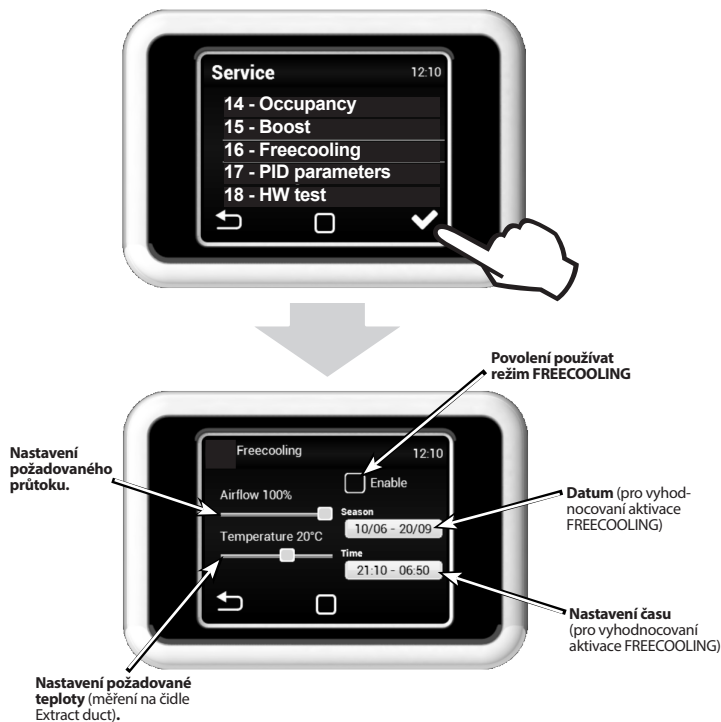 Service 12:10
14 - Occupancy
15 - Boost
16 - Freecooling
17 - PID parameters
18 - HW test
Povolení používat
režim FREECOOLING
Nastavení
požadovaného
průtoku.
Freecooling 12:10
Enable
Airflow 100%
Season
10/06 - 20/09
Temperature 20°C
Time
21:10 - 06:50
Datum (pro vyhod-
nocovaní aktivace
FREECOOLING)
Nastavení času
(pro vyhodnocovaní
aktivace FREECOOLING)
Nastavení požadované
teploty (měření na čidle
Extract duct).